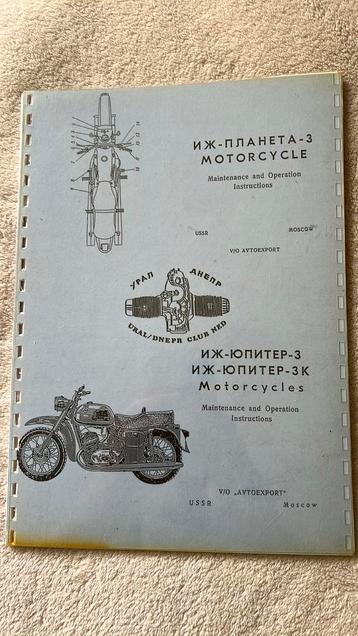 ИЖ-ПЛАНЕТА-3
MOTORCYCLE
Maintenance and Operation
Instructions
USSR MOSCOW
V/O AVTOEXPORT
УРАЛ ДНЕПР
URAL/DNEPR CLUB NED
ИЖ-ЮПИТЕР-3
ИЖ-ЮПИТЕР-3К
Motorcycles
Maintenance and Operation
Instructions
V/O „AVTOEXPORT"
USSR Moscow